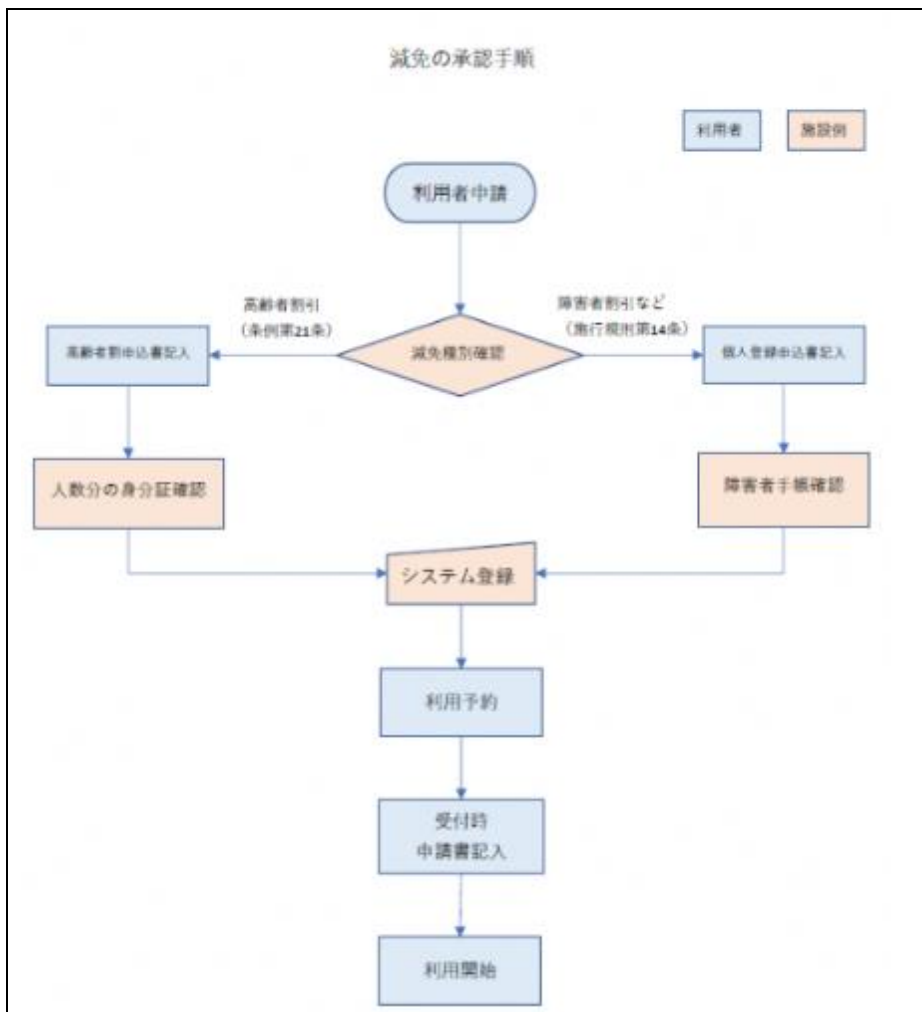 減免の承認手順
利用者
施設側
利用者申請
高齢者割引
（条例第21条）
障害者割引など
（施行規則第14条）
高齢者割申込書記入
減免種別確認
個人登録申込書記入
人数分の身分証確認
障害者手帳確認
システム登録
利用予約
受付時
申請書記入
利用開始